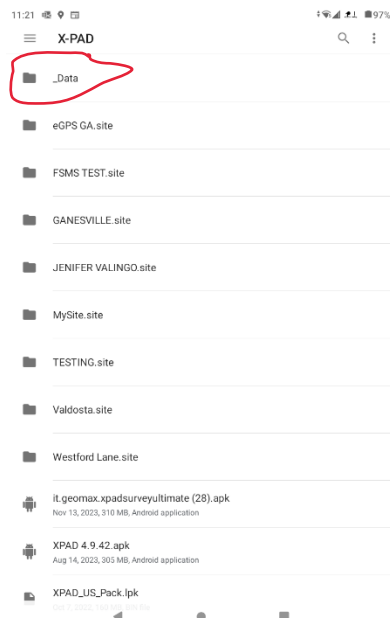 11:21
97%
X-PAD
_Data
eGPS GA.site
FSMS TEST.site
GANESVILLE.site
JENIFER VALINGO.site
MySite.site
TESTING.site
Valdosta.site
Westford Lane.site
it.geomax.xpadsurveyultimate (28).apk
Nov 13, 2023, 310 MB, Android application
XPAD 4.9.42.apk
Aug 14, 2023, 305 MB, Android application
XPAD_US_Pack.lpk